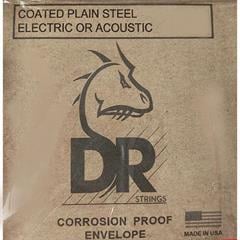 COATED PLAIN STEEL
ELECTRIC OR ACOUSTIC
DR
STRINGS
CORROSION PROOF
ENVELOPE
MADE IN USA